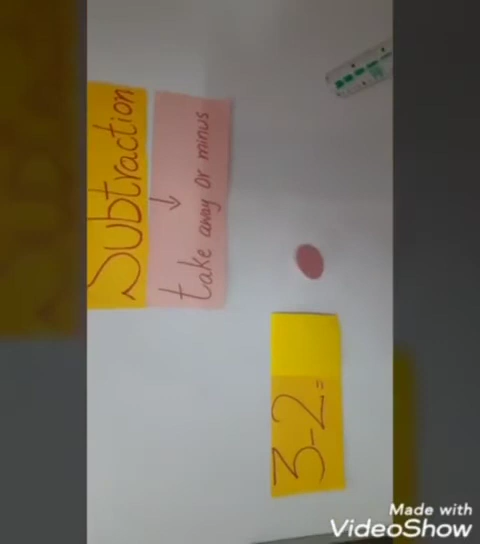 Subtraction
↓
take away or minus
3-2=
Made with
VideoShow